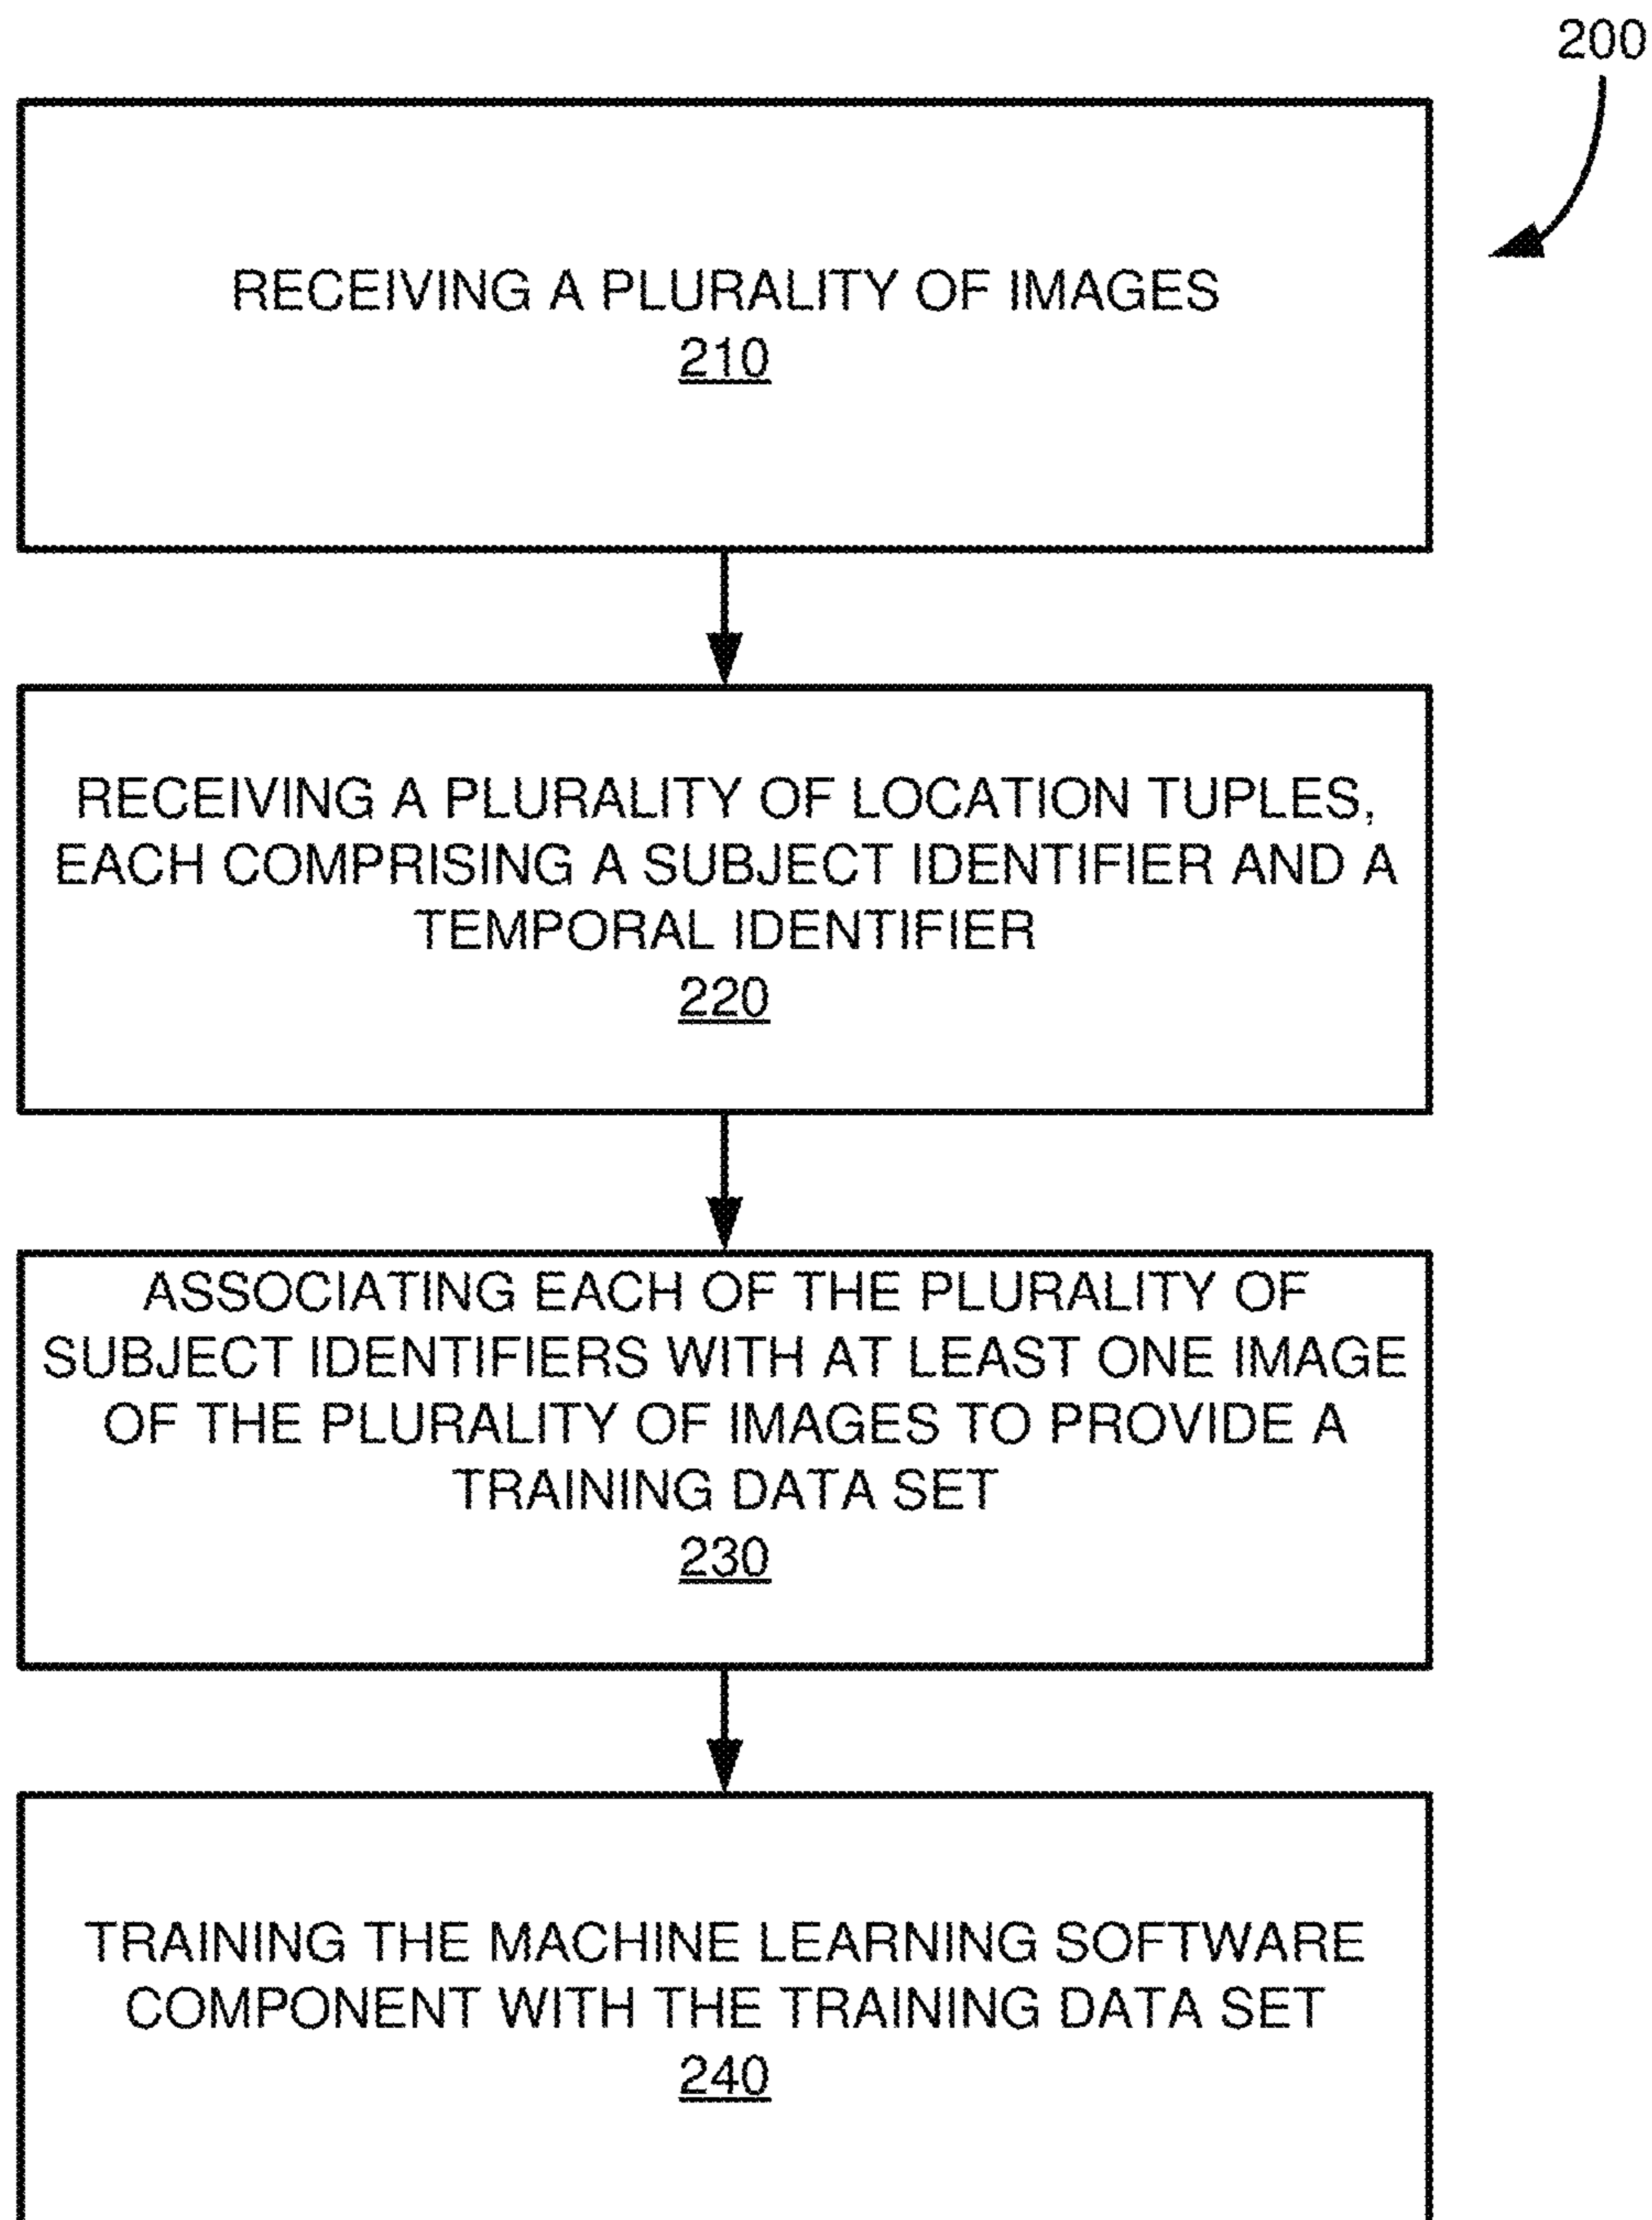 200
RECEIVING A PLURALITY OF IMAGES
210
RECEIVING A PLURALITY OF LOCATION TUPLES,
EACH COMPRISING A SUBJECT IDENTIFIER AND A
TEMPORAL IDENTIFIER
220
ASSOCIATING EACH OF THE PLURALITY OF
SUBJECT IDENTIFIERS WITH AT LEAST ONE IMAGE
OF THE PLURALITY OF IMAGES TO PROVIDE A
TRAINING DATA SET
230
TRAINING THE MACHINE LEARNING SOFTWARE
COMPONENT WITH THE TRAINING DATA SET
240